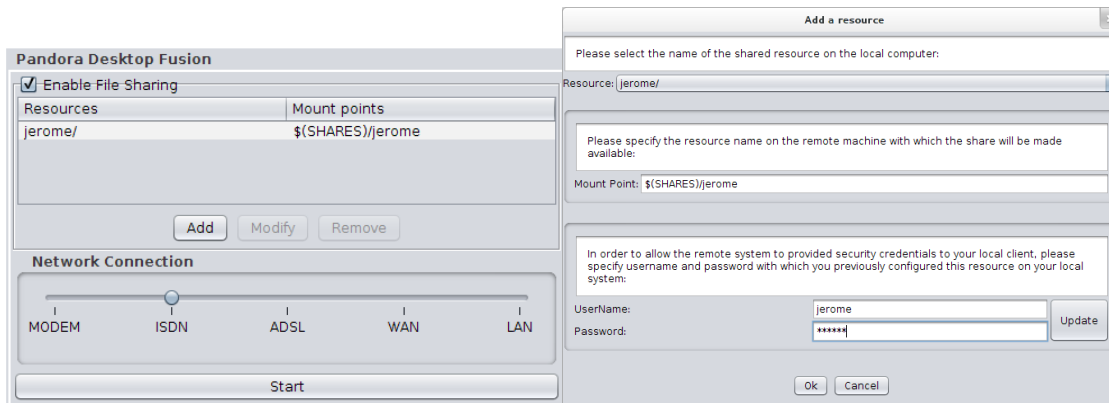 Pandora Desktop Fusion
Enable File Sharing
Resources Mount points
jerome/ $(SHARES)/jerome
Add Modify Remove
Network Connection
MODEM ISDN ADSL WAN LAN
Start
Add a resource
Please select the name of the shared resource on the local computer:
Resource: jerome/
Please specify the resource name on the remote machine with which the share will be made
available:
Mount Point: $(SHARES)/jerome
In order to allow the remote system to provided security credentials to your local client, please
specify username and password with which you previously configured this resource on your local
system:
UserName: jerome
Password: ******
Update
Ok Cancel